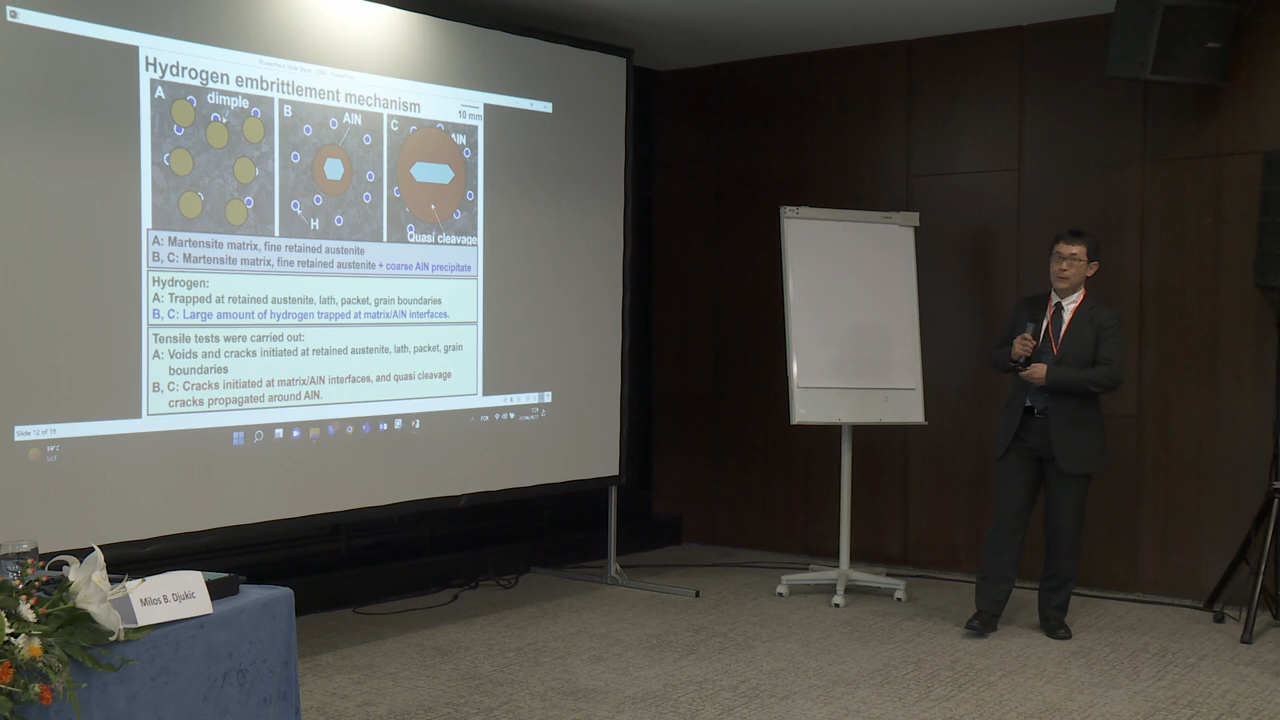 Hydrogen embrittlement mechanism
10 mm
A
dimple
B
AlN
H
C
AlN
Quasi cleavage
A: Martensite matrix, fine retained austenite
B, C: Martensite matrix, fine retained austenite + coarse AlN precipitate
Hydrogen:
A: Trapped at retained austenite, lath, packet, grain boundaries
B, C: Large amount of hydrogen trapped at matrix/AlN interfaces.
Tensile tests were carried out:
A: Voids and cracks initiated at retained austenite, lath, packet, grain
boundaries
B, C: Cracks initiated at matrix/AlN interfaces, and quasi cleavage
cracks propagated around AlN.
Slide 12 of 19
POR
Milos B. Djukic